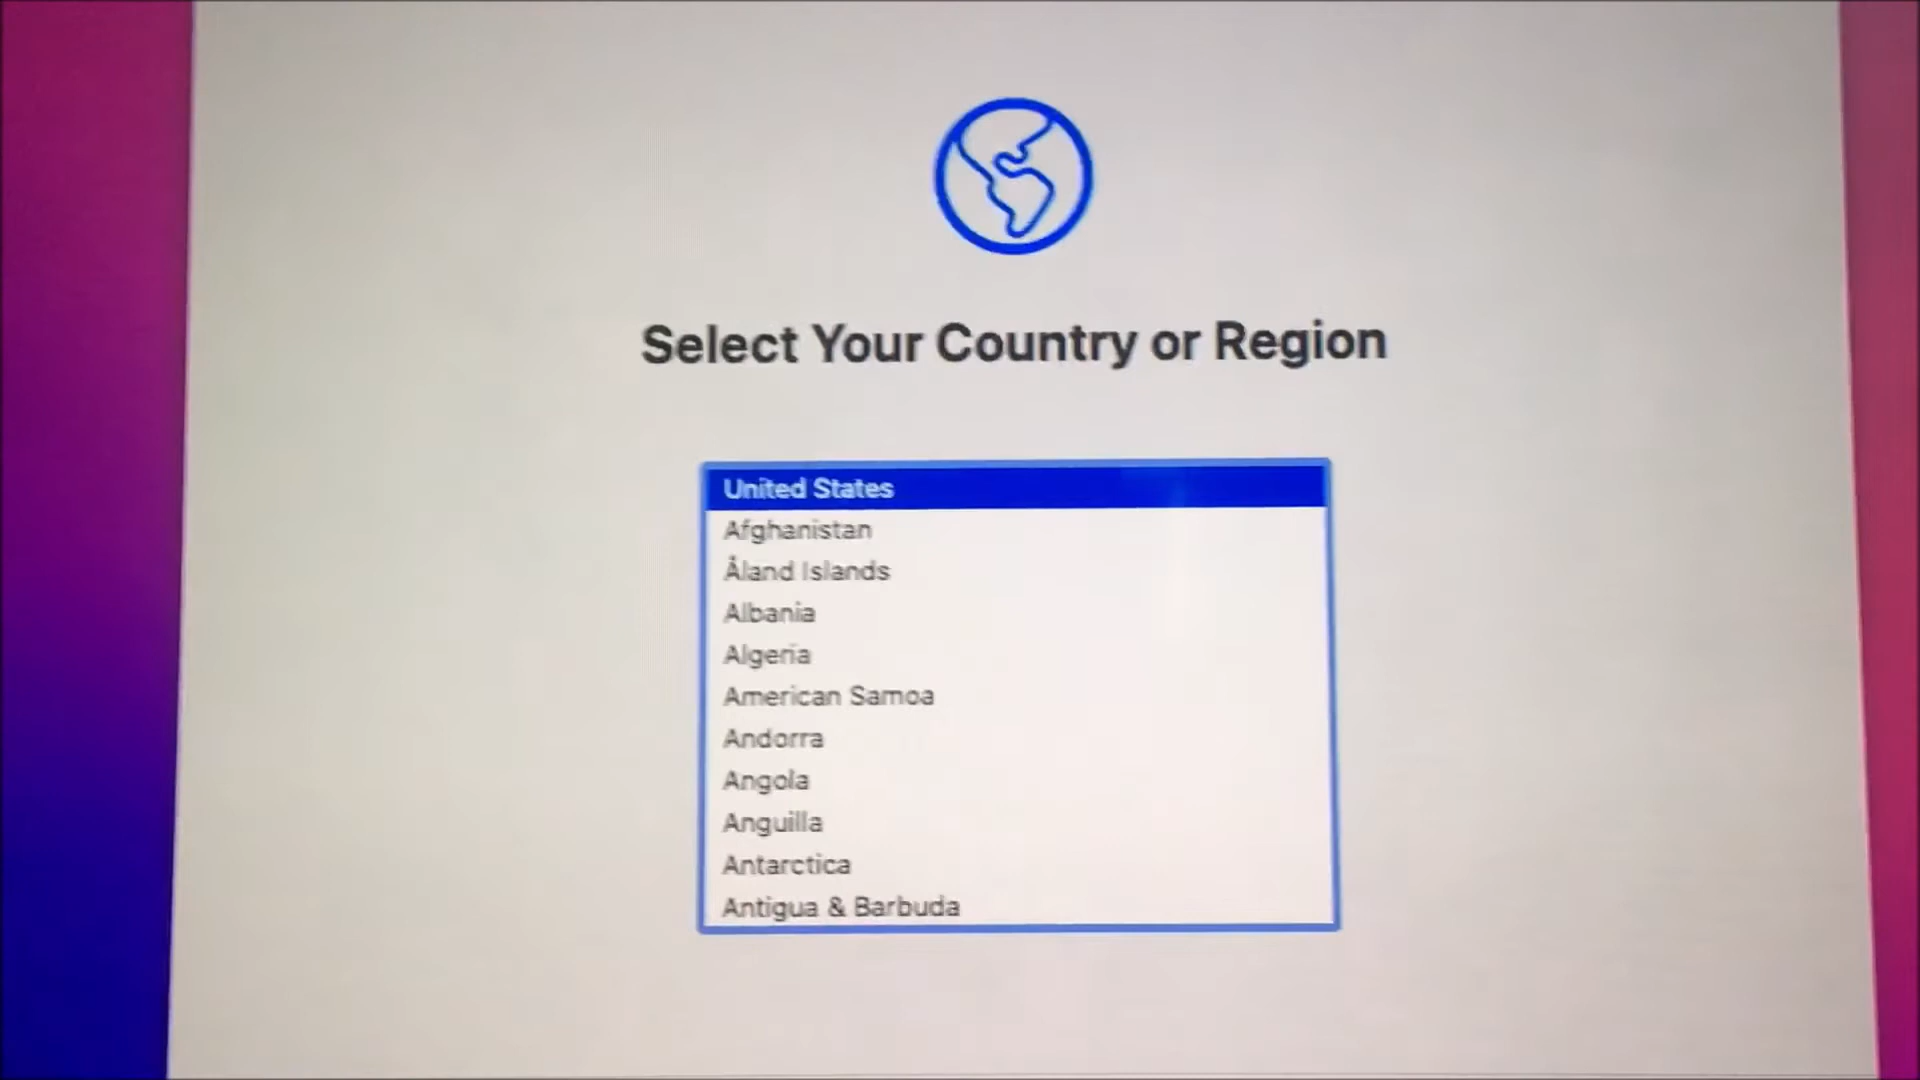 Select Your Country or Region
United States
Afghanistan
Åland Islands
Albania
Algeria
American Samoa
Andorra
Angola
Anguilla
Antarctica
Antigua & Barbuda